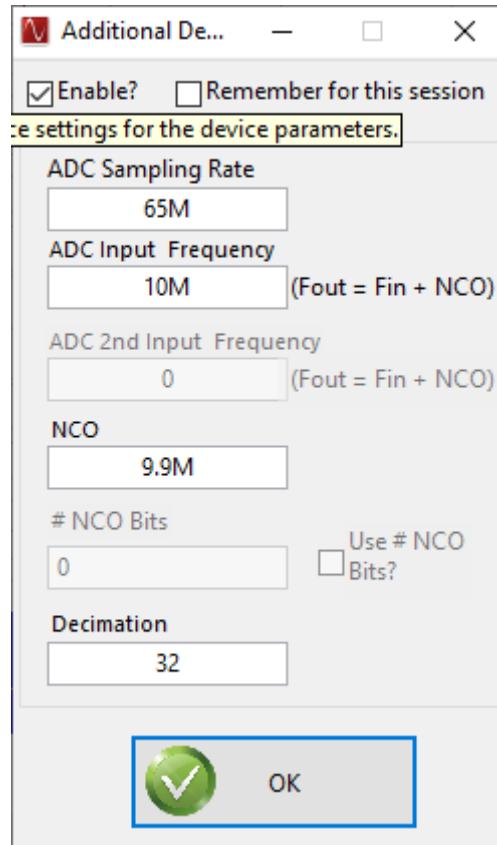 Additional De...
Enable? Remember for this session
ce settings for the device parameters.
ADC Sampling Rate
65M
ADC Input Frequency
10M (Fout = Fin + NCO)
ADC 2nd Input Frequency
0 (Fout = Fin + NCO)
NCO
9.9M
# NCO Bits
0 Use # NCO
Bits?
Decimation
32
OK